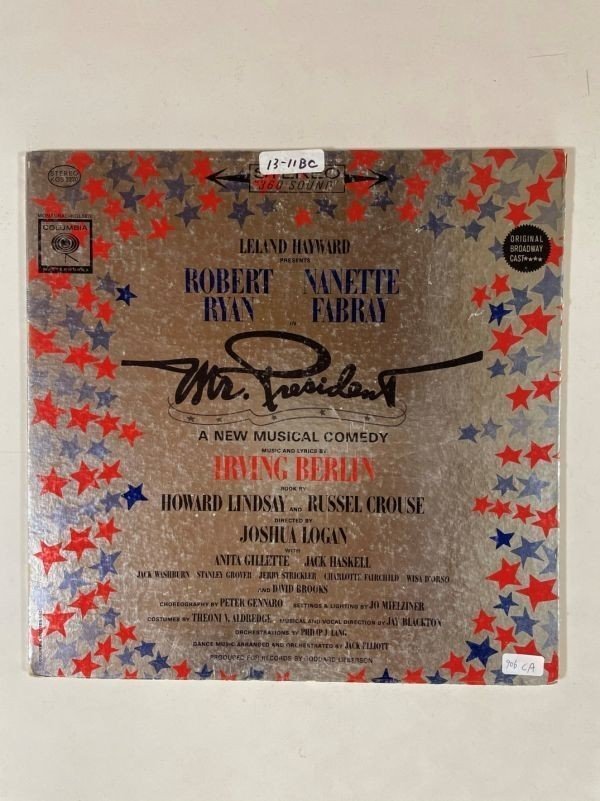 13-11BC
STEREO
KOS 2270
STEREO
"360 SOUND"
COLUMBIA
ORIGINAL
BROADWAY
CAST★★★★
LELAND HAYWARD
PRESENTS
ROBERT NANETTE
RYAN FABRAY
IN
Mr. President
A NEW MUSICAL COMEDY
MUSIC AND LYRICS BY
IRVING BERLIN
BOOK BY
HOWARD LINDSAY AND RUSSEL CROUSE
DIRECTED BY
JOSHUA LOGAN
WITH
ANITA GILLETTE JACK HASKELL
JACK WASHBURN STANLEY GROVER JERRY STRICKLER CHARLOTTE FAIRCHILD WISA D'ORSO
AND DAVID BROOKS
CHOREOGRAPHY BY PETER GENNARO SETTINGS & LIGHTING BY JO MIELZINER
COSTUMES BY THEONI V. ALDREDGE MUSICAL AND VOCAL DIRECTION BY JAY BLACKTON
ORCHESTRATIONS BY PHILIP J. LANG
DANCE MUSIC ARRANGED AND ORCHESTRATED BY JACK ELLIOTT
PRODUCED FOR RECORDS BY GODDARD LIEBERSON
906 CA